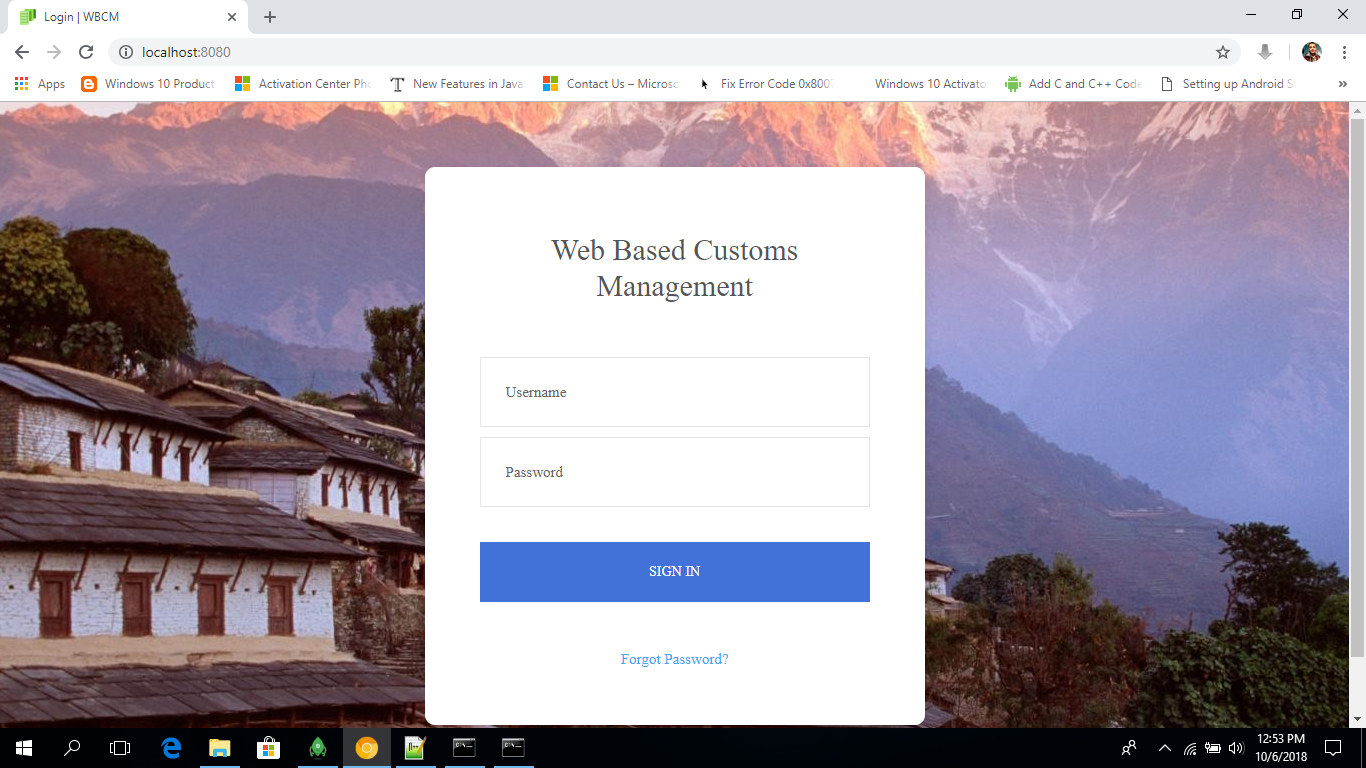 Login | WBCM
localhost:8080
Apps
Windows 10 Product
Activation Center Pho
New Features in Java
Contact Us – Microso
Fix Error Code 0x8007
Windows 10 Activato
Add C and C++ Code
Setting up Android S
»
Web Based Customs
Management
Username
Password
SIGN IN
Forgot Password?
12:53 PM
10/6/2018